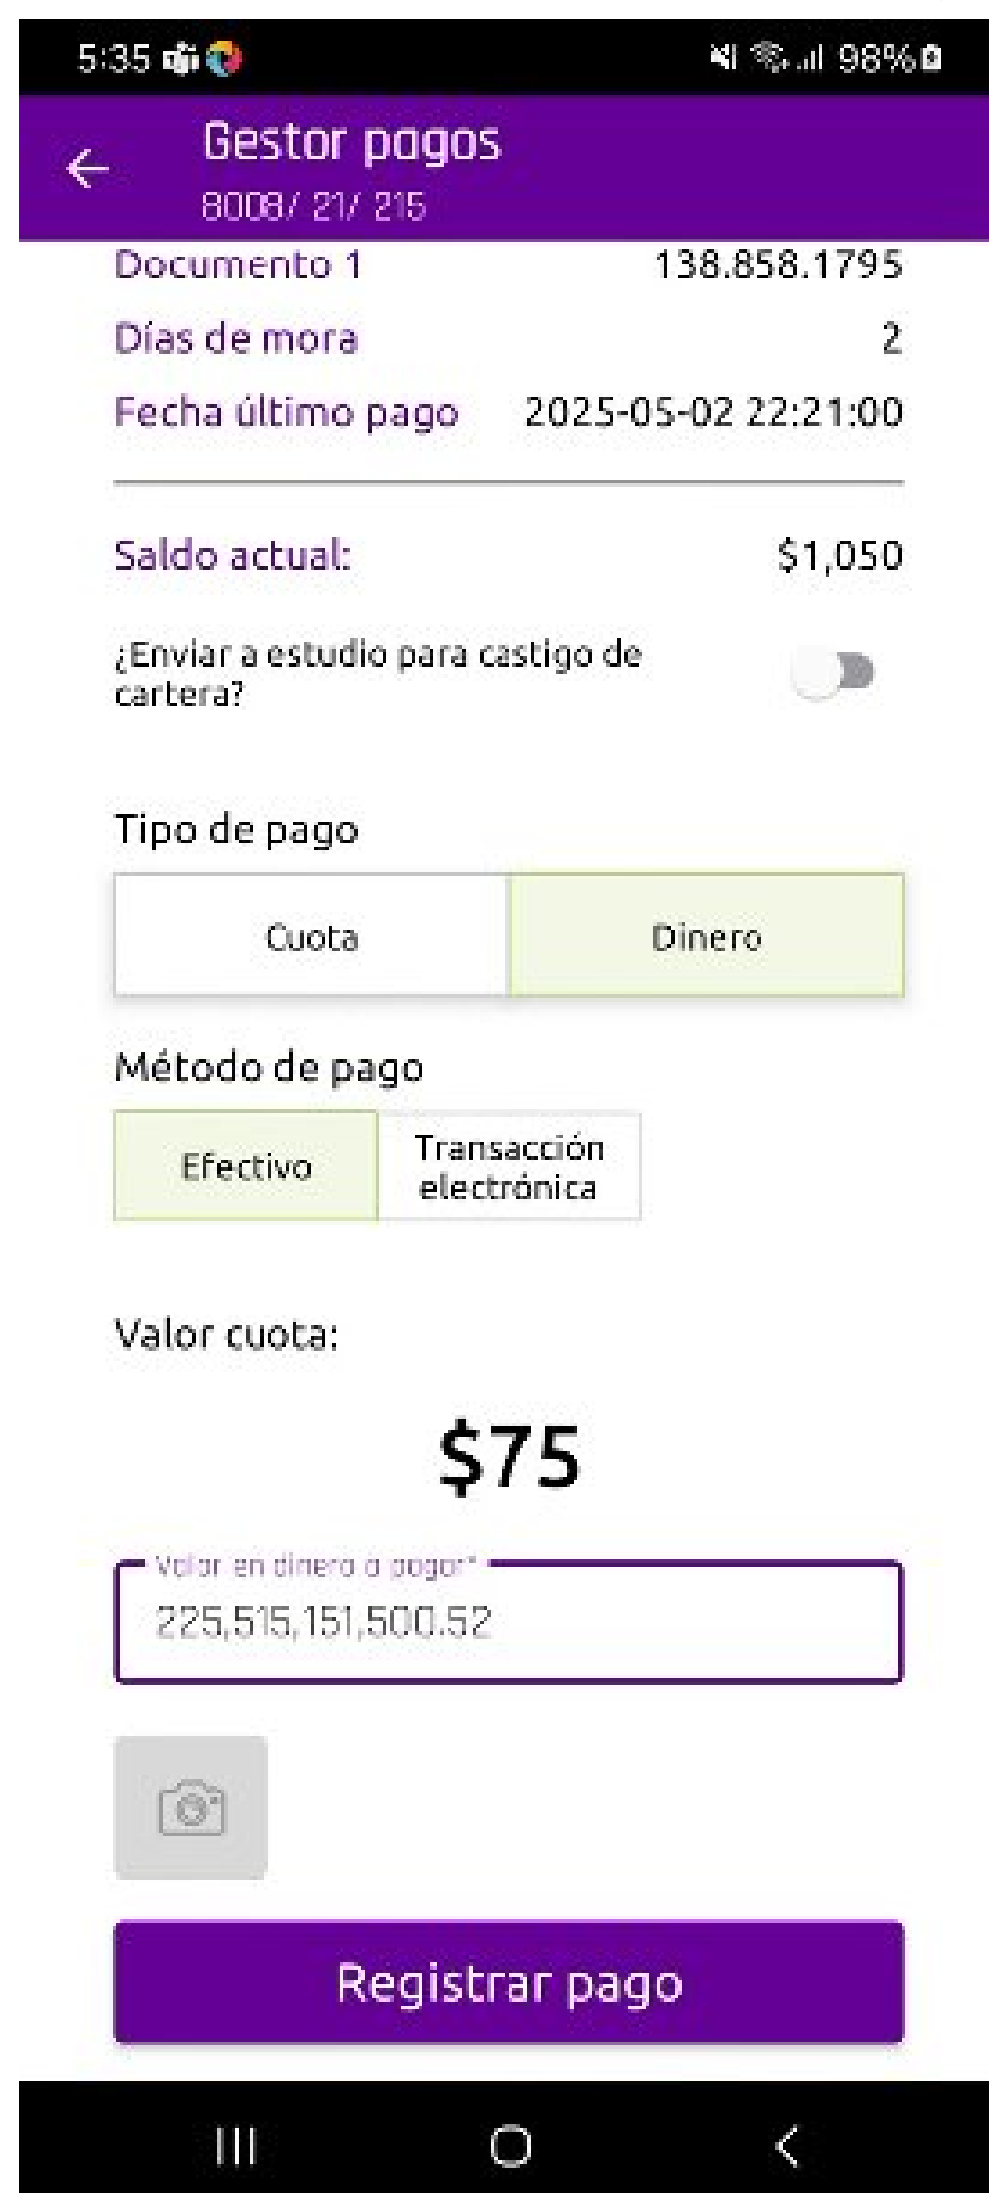 5:35
98%
Gestor pagos
8008/ 21/ 215
Documento 1 138.858.1795
Días de mora 2
Fecha último pago 2025-05-02 22:21:00
Saldo actual: $1,050
¿Enviar a estudio para castigo de
cartera?
Tipo de pago
Cuota Dinero
Método de pago
Efectivo Transacción
electrónica
Valor cuota:
$75
Valor en dinero a pagar*
225,515,151,500.52
Registrar pago